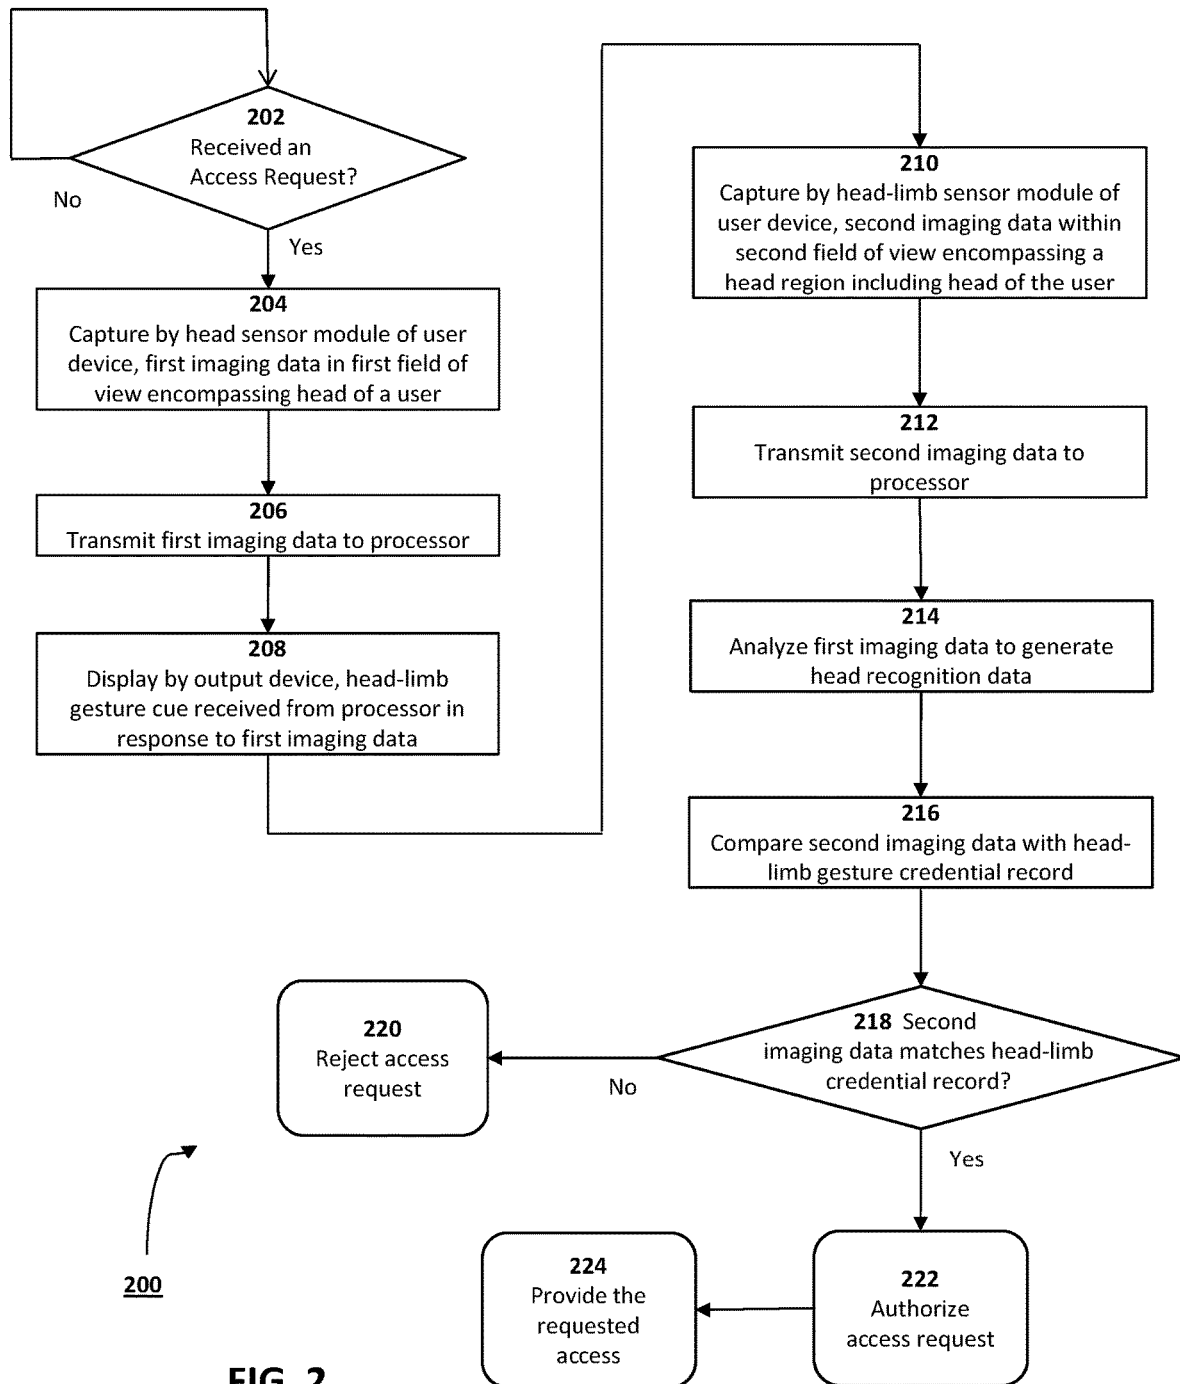 202
Received an
Access Request?
No
Yes
204
Capture by head sensor module of user
device, first imaging data in first field of
view encompassing head of a user
206
Transmit first imaging data to processor
208
Display by output device, head-limb
gesture cue received from processor in
response to first imaging data
210
Capture by head-limb sensor module of
user device, second imaging data within
second field of view encompassing a
head region including head of the user
212
Transmit second imaging data to
processor
214
Analyze first imaging data to generate
head recognition data
216
Compare second imaging data with head-
limb gesture credential record
218 Second
imaging data matches head-limb
credential record?
No
Yes
220
Reject access
request
222
Authorize
access request
224
Provide the
requested
access
200
FIG. 2